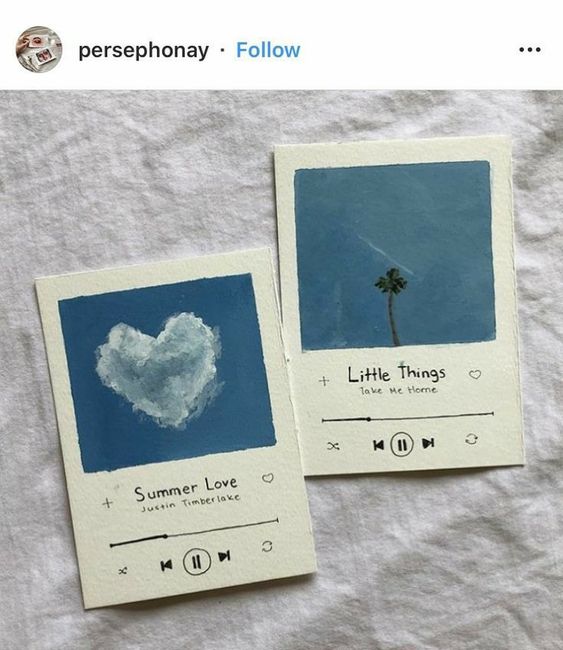 persephonay · Follow
Little Things
Take Me Home
Summer Love
Justin Timberlake